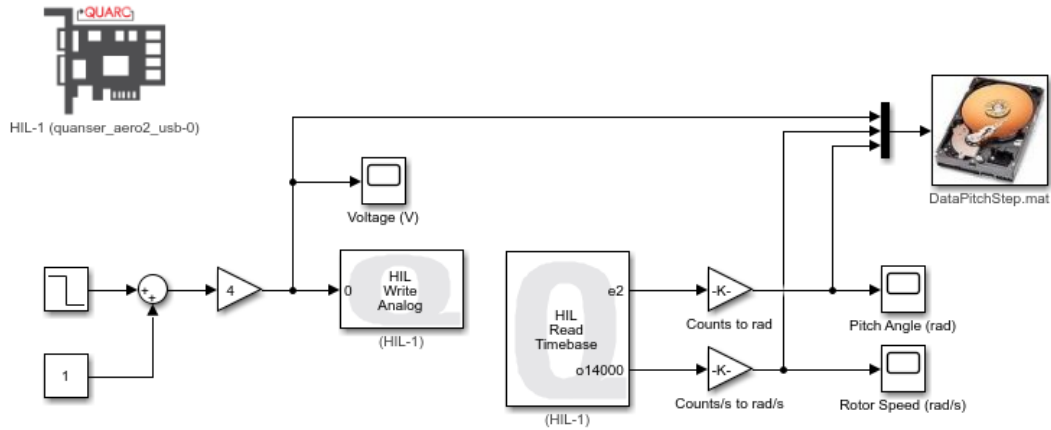 QUARC
HIL-1 (quanser_aero2_usb-0)
DataPitchStep.mat
Voltage (V)
4
0
HIL
Write
Analog
(HIL-1)
1
HIL
Read
Timebase
e2
o14000
(HIL-1)
-K-
Counts to rad
-K-
Counts/s to rad/s
Pitch Angle (rad)
Rotor Speed (rad/s)